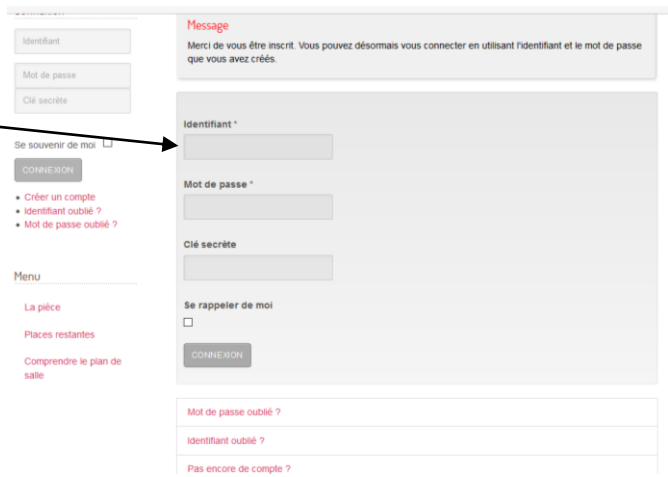 Identifiant
Mot de passe
Clé secrète
Se souvenir de moi
CONNEXION
Créer un compte
Identifiant oublié ?
Mot de passe oublié ?
Menu
La pièce
Places restantes
Comprendre le plan de
salle
Message
Merci de vous être inscrit. Vous pouvez désormais vous connecter en utilisant l'identifiant et le mot de passe
que vous avez créés.
Identifiant *
Mot de passe *
Clé secrète
Se rappeler de moi
CONNEXION
Mot de passe oublié ?
Identifiant oublié ?
Pas encore de compte ?